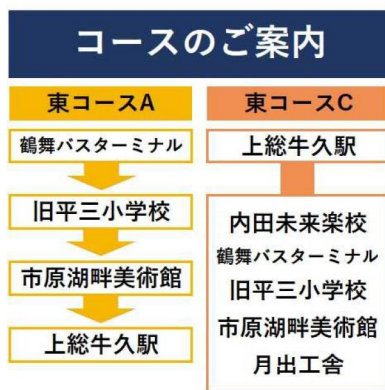 コースのご案内
東コースA
鶴舞バスターミナル
旧平三小学校
市原湖畔美術館
上総牛久駅
東コースC
上総牛久駅
内田未来楽校
鶴舞バスターミナル
旧平三小学校
市原湖畔美術館
月出工舎